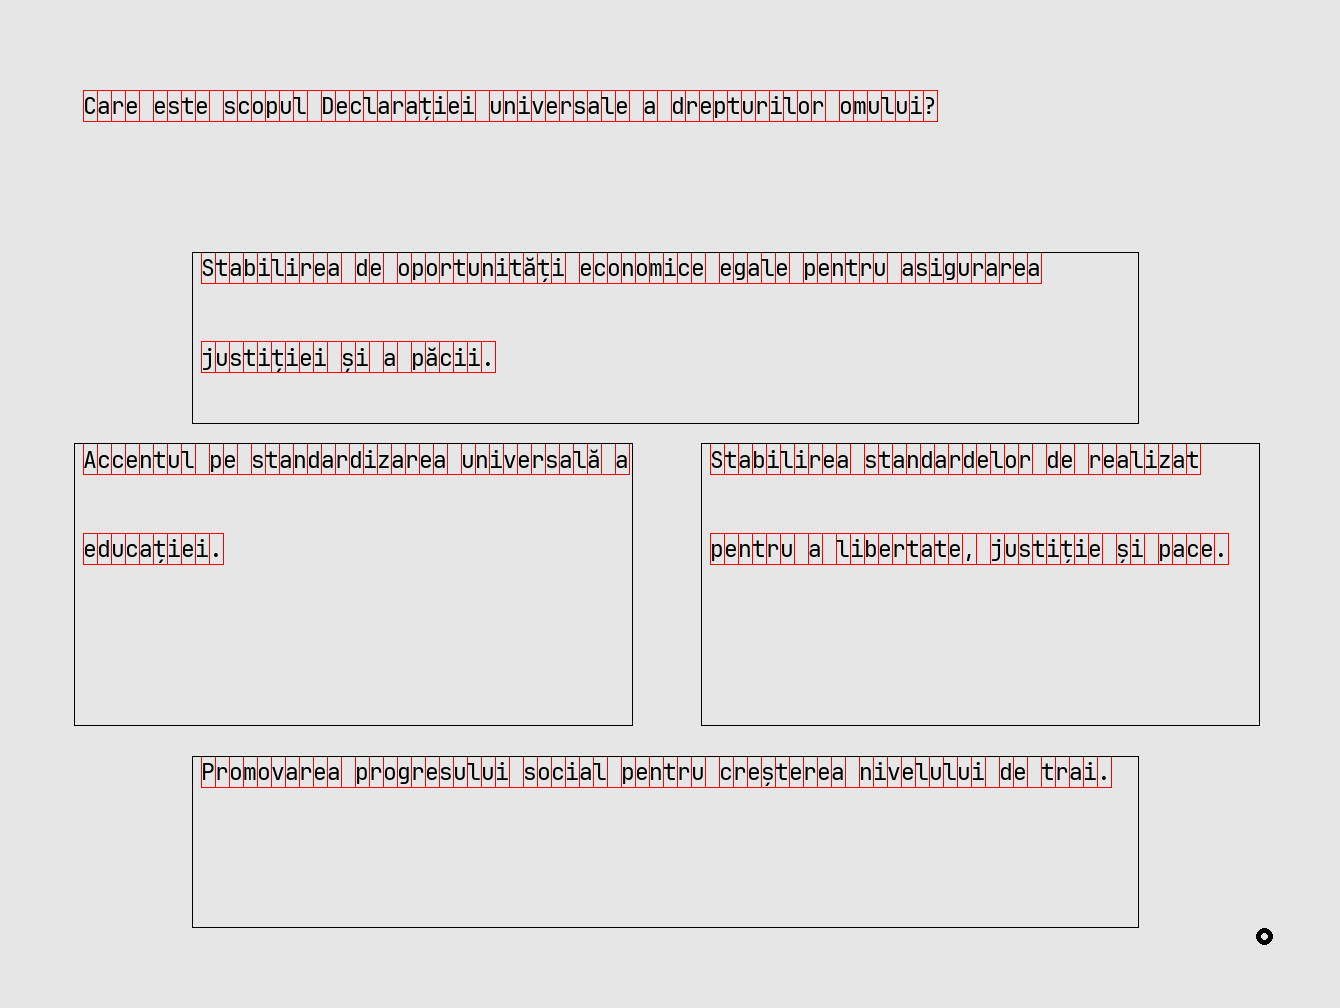 Care este scopul Declarației universale a drepturilor omului?
Stabilirea de oportunități economice egale pentru asigurarea
justiției și a păcii.
Accentul pe standardizarea universală a
educației.
Stabilirea standardelor de realizat
pentru a libertate, justiție și pace.
Promovarea progresului social pentru creșterea nivelului de trai.